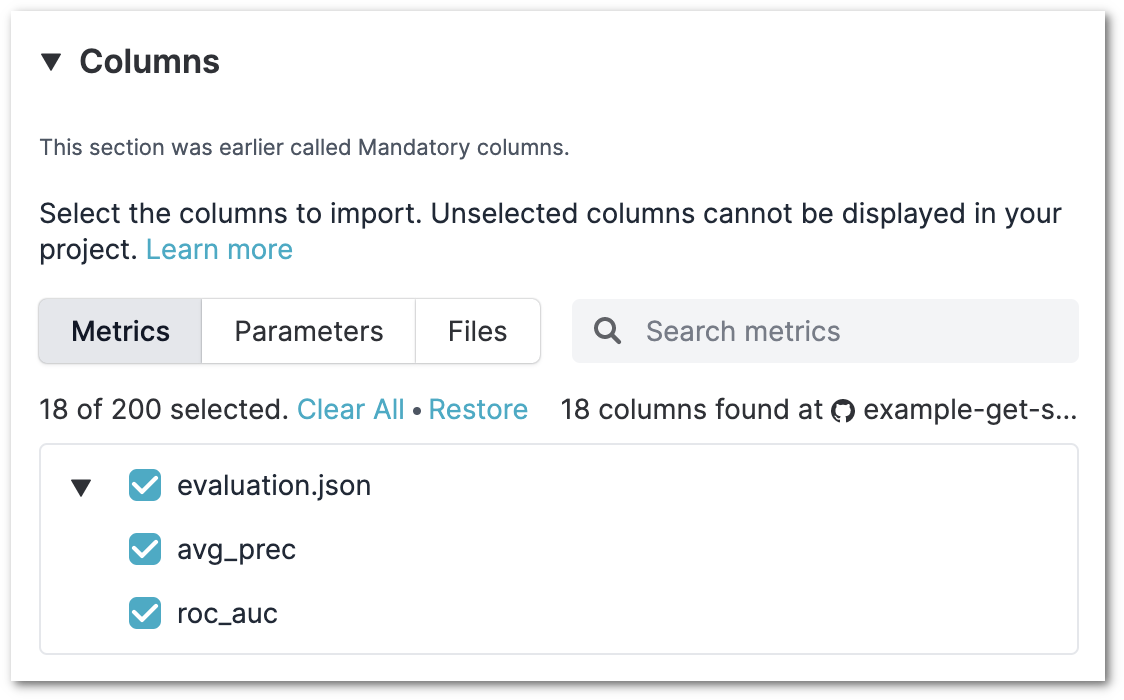 Columns
This section was earlier called Mandatory columns.
Select the columns to import. Unselected columns cannot be displayed in your
project. Learn more
Metrics Parameters Files Search metrics
18 of 200 selected. Clear All • Restore 18 columns found at example-get-s...
evaluation.json
avg_prec
roc_auc